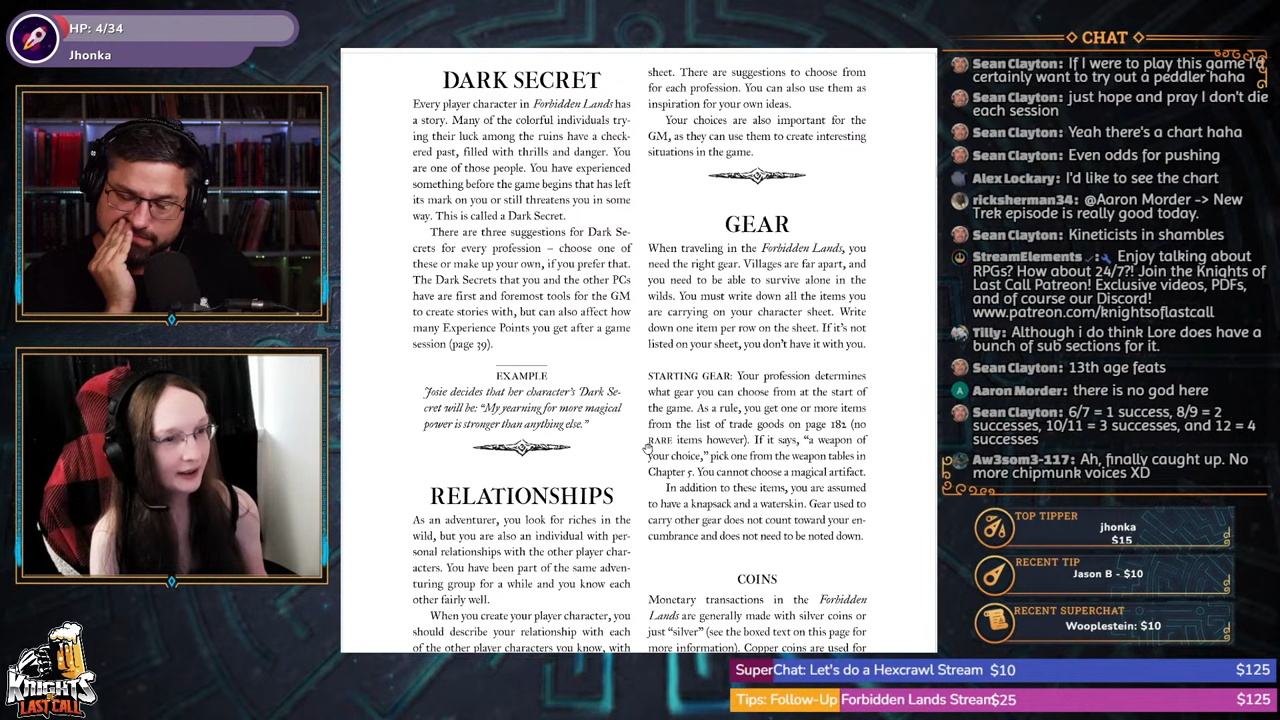 HP: 4/34
Jhonka
DARK SECRET
Every player character in Forbidden Lands has
a story. Many of the colorful individuals try-
ing their luck among the ruins have a check-
ered past, filled with thrills and danger. You
are one of those people. You have experienced
something before the game begins that has left
its mark on you or still threatens you in some
way. This is called a Dark Secret.
There are three suggestions for Dark Se-
crets for every profession – choose one of
these or make up your own, if you prefer that.
The Dark Secrets that you and the other PCs
have are first and foremost tools for the GM
to create stories with, but can also affect how
many Experience Points you get after a game
session (page 39).
EXAMPLE
Josie decides that her character's Dark Se-
cret will be: “My yearning for more magical
power is stronger than anything else.”
RELATIONSHIPS
As an adventurer, you look for riches in the
wild, but you are also an individual with per-
sonal relationships with the other player char-
acters. You have been part of the same adven-
turing group for a while and you know each
other fairly well.
When you create your player character, you
should describe your relationship with each
of the other player characters you know, with
sheet. There are suggestions to choose from
for each profession. You can also use them as
inspiration for your own ideas.
Your choices are also important for the
GM, as they can use them to create interesting
situations in the game.
GEAR
When traveling in the Forbidden Lands, you
need the right gear. Villages are far apart, and
you need to be able to survive alone in the
wilds. You must write down all the items you
are carrying on your character sheet. Write
down one item per row on the sheet. If it's not
listed on your sheet, you don't have it with you.
STARTING GEAR: Your profession determines
what gear you can choose from at the start of
the game. As a rule, you get one or more items
from the list of trade goods on page 182 (no
RARE items however). If it says, “a weapon of
your choice,” pick one from the weapon tables in
Chapter 5. You cannot choose a magical artifact.
In addition to these items, you are assumed
to have a knapsack and a waterskin. Gear used to
carry other gear does not count toward your en-
cumbrance and does not need to be noted down.
COINS
Monetary transactions in the Forbidden
Lands are generally made with silver coins or
just “silver” (see the boxed text on this page for
more information). Copper coins are used for
CHAT
Sean Clayton: If I were to play this game I'd
certainly want to try out a peddler haha
Sean Clayton: just hope and pray I don't die
each session
Sean Clayton: Yeah there's a chart haha
Sean Clayton: Even odds for pushing
Alex Lockary: I'd like to see the chart
ricksherman34: @Aaron Morder -> New
Trek episode is really good today.
Sean Clayton: Kineticists in shambles
StreamElements: Enjoy talking about
RPGs? How about 24/7?! Join the Knights of
Last Call Patreon! Exclusive videos, PDFs,
and of course our Discord!
www.patreon.com/knightsoflastcall
Tilly: Although i do think Lore does have a
bunch of sub sections for it.
Sean Clayton: 13th age feats
A
Aaron Morder: there is no god here
Sean Clayton: 6/7 = 1 success, 8/9 = 2
successes, 10/11 = 3 successes, and 12 = 4
successes
Aw3som3-117: Ah, finally caught up. No
more chipmunk voices XD
TOP TIPPER
jhonka
$15
RECENT TIP
Jason B - $10
RECENT SUPERCHAT
Wooplestein: $10
SuperChat: Let's do a Hexcrawl Stream $10 $125
Tips: Follow-Up Forbidden Lands Stream $25 $125
KNIGHTS
OF
LAST CALL